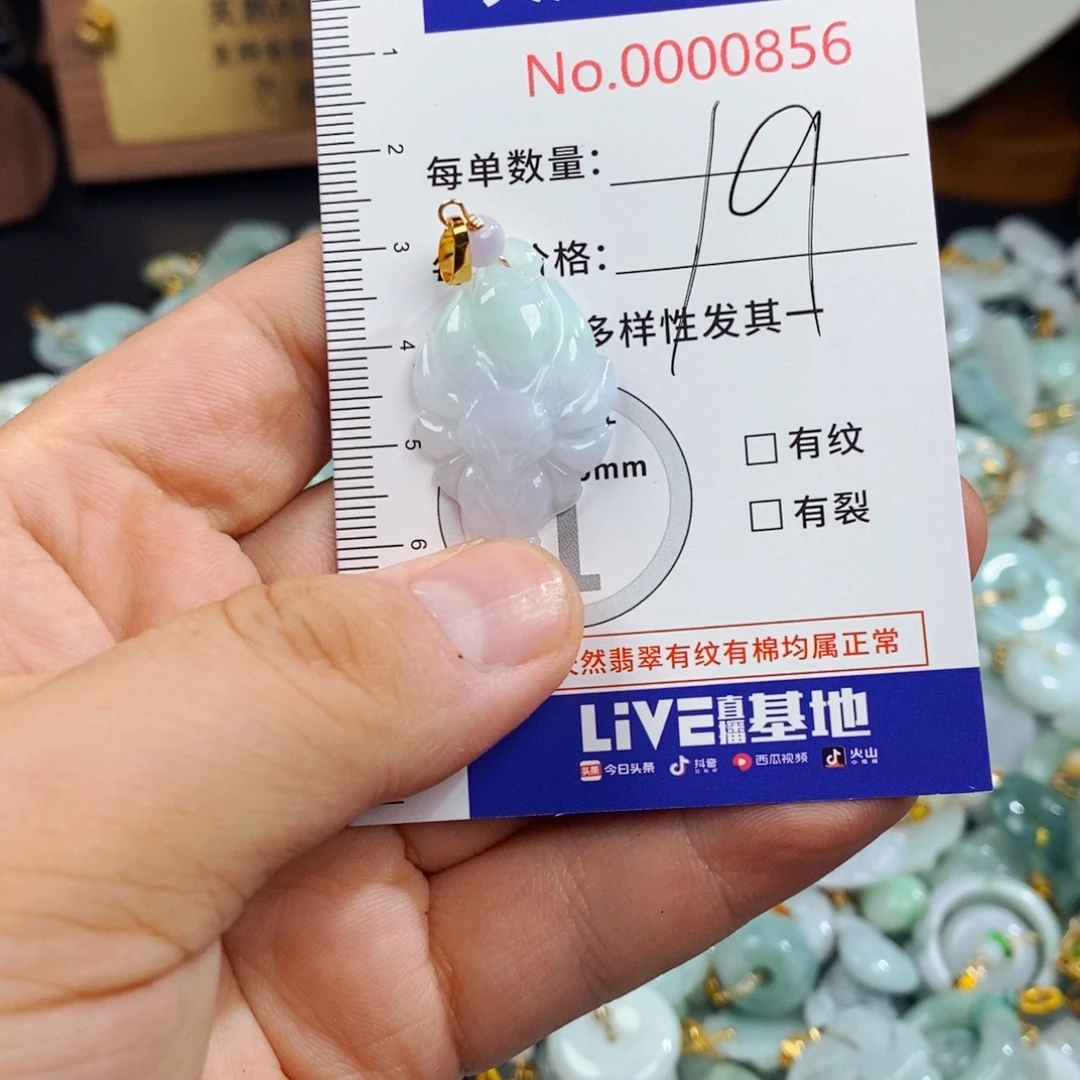 1
No.0000856
2
每单数量:
19
3
格:
4
多样性发其一
5
有纹
mm
1
有裂
6
然翡翠有纹有棉均属正常
LiVE直播基地
今日头条 抖音 西瓜视频 火山